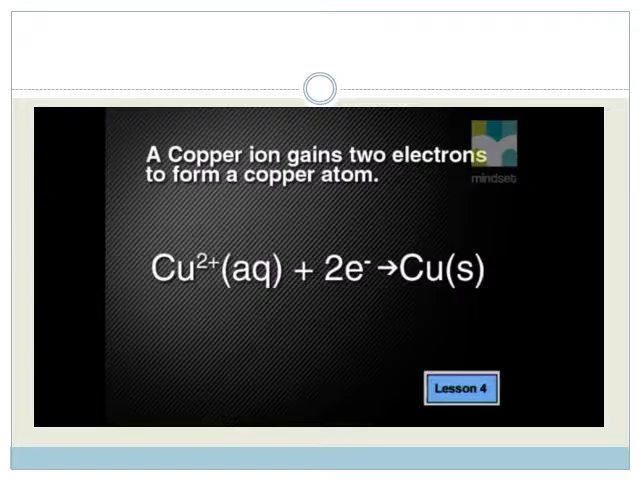 A Copper ion gains two electrons
to form a copper atom.
mindset
Cu²⁺(aq) + 2e⁻ ➔Cu(s)
Lesson 4